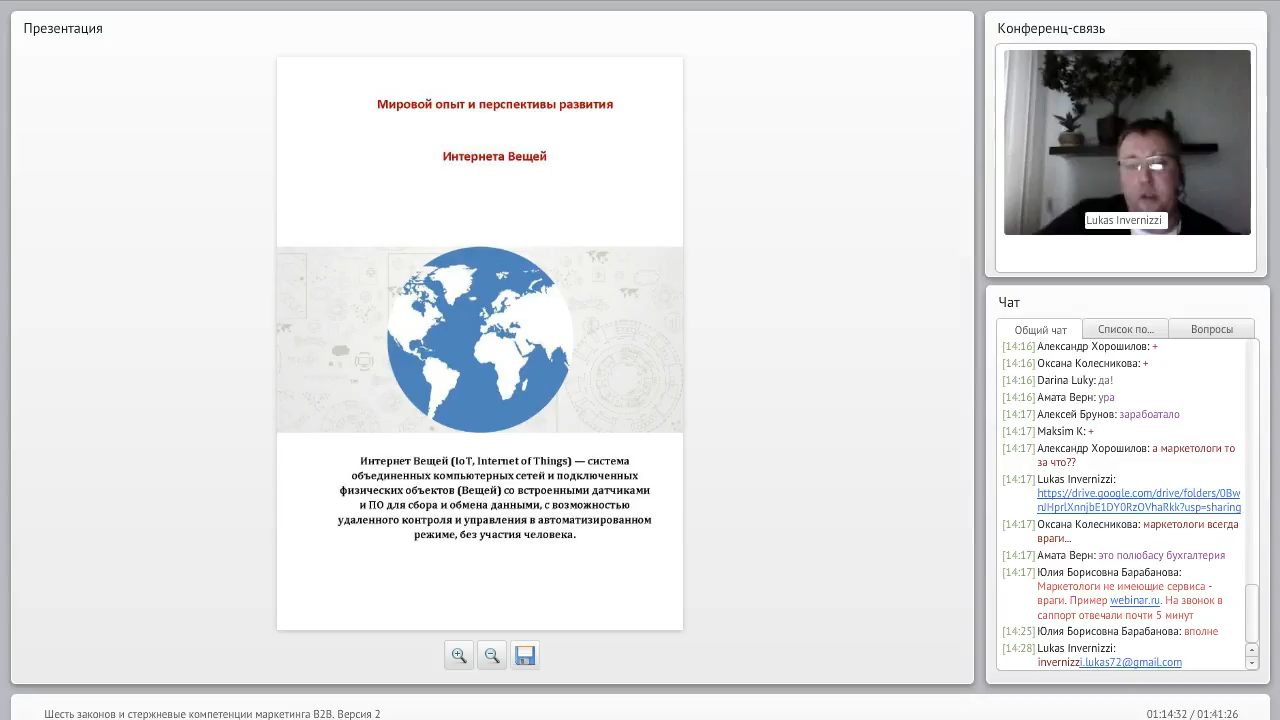 Презентация
Мировой опыт и перспективы развития
Интернета Вещей
Интернет Вещей (IoT, Internet of Things) — система
объединенных компьютерных сетей и подключенных
физических объектов (Вещей) со встроенными датчиками
и ПО для сбора и обмена данными, с возможностью
удаленного контроля и управления в автоматизированном
режиме, без участия человека.
Конференц-связь
Lukas Invernizzi
Чат
Общий чат
Список по...
Вопросы
[14:16] Александр Хорошилов: +
[14:16] Оксана Колесникова: +
[14:16] Darina Luky: да!
[14:16] Амата Верн: ура
[14:17] Алексей Брунов: зарабоатало
[14:17] Maksim K: +
[14:17] Александр Хорошилов: а маркетологи то
за что??
[14:17] Lukas Invernizzi:
https://drive.google.com/drive/folders/0Bw
nJHprlXnnjbE1DY0RzOVhaRkk?usp=sharing
[14:17] Оксана Колесникова: маркетологи всегда
враги...
[14:17] Амата Верн: это полюбасу бухгалтерия
[14:17] Юлия Борисовна Барабанова:
Маркетологи не имеющие сервиса -
враги. Пример webinar.ru. На звонок в
саппорт отвечали почти 5 минут
[14:25] Юлия Борисовна Барабанова: вполне
[14:28] Lukas Invernizzi:
invernizzi.lukas72@gmail.com
Шесть законов и стержневые компетенции маркетинга B2B. Версия 2
01:14:32 / 01:41:26